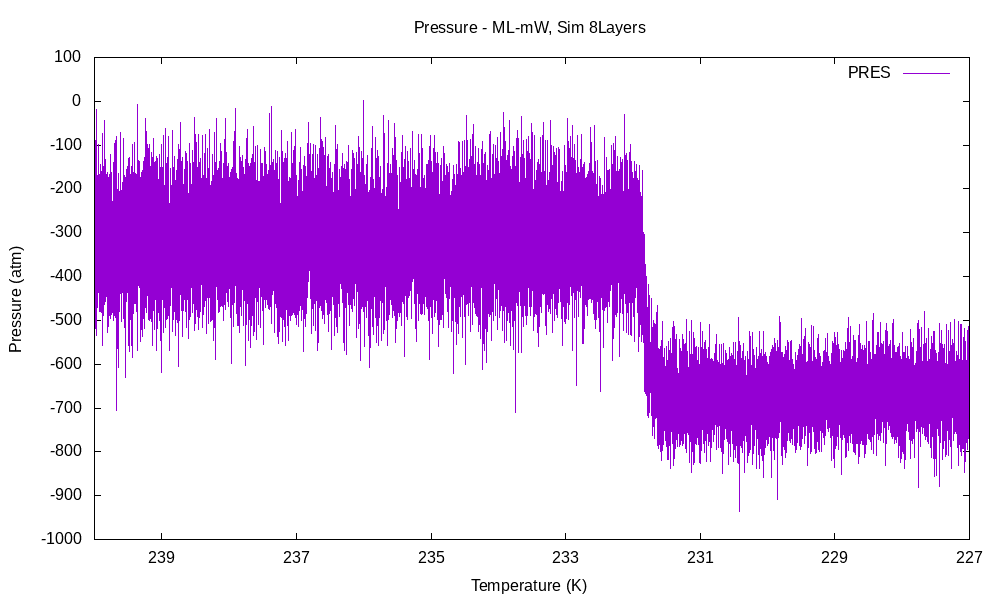 Pressure - ML-mW, Sim 8Layers
PRES
100
0
-100
-200
-300
-400
-500
-600
-700
-800
-900
-1000
Pressure (atm)
239 237 235 233 231 229 227
Temperature (K)